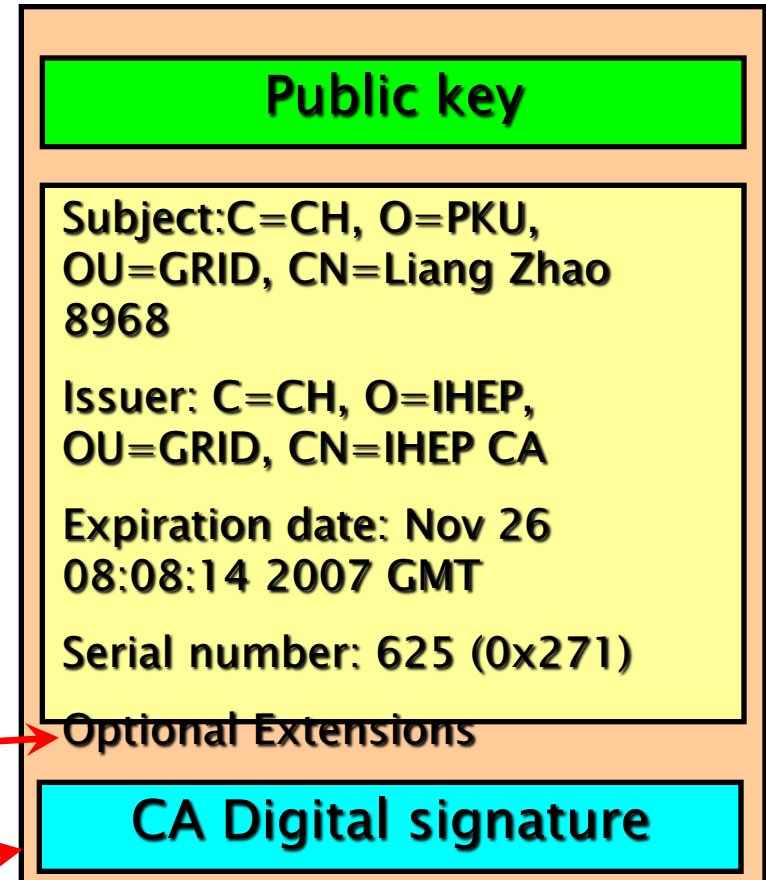 Public key
Subject:C=CH, O=PKU,
OU=GRID, CN=Liang Zhao
8968
Issuer: C=CH, O=IHEP,
OU=GRID, CN=IHEP CA
Expiration date: Nov 26
08:08:14 2007 GMT
Serial number: 625 (0x271)
Optional Extensions
CA Digital signature